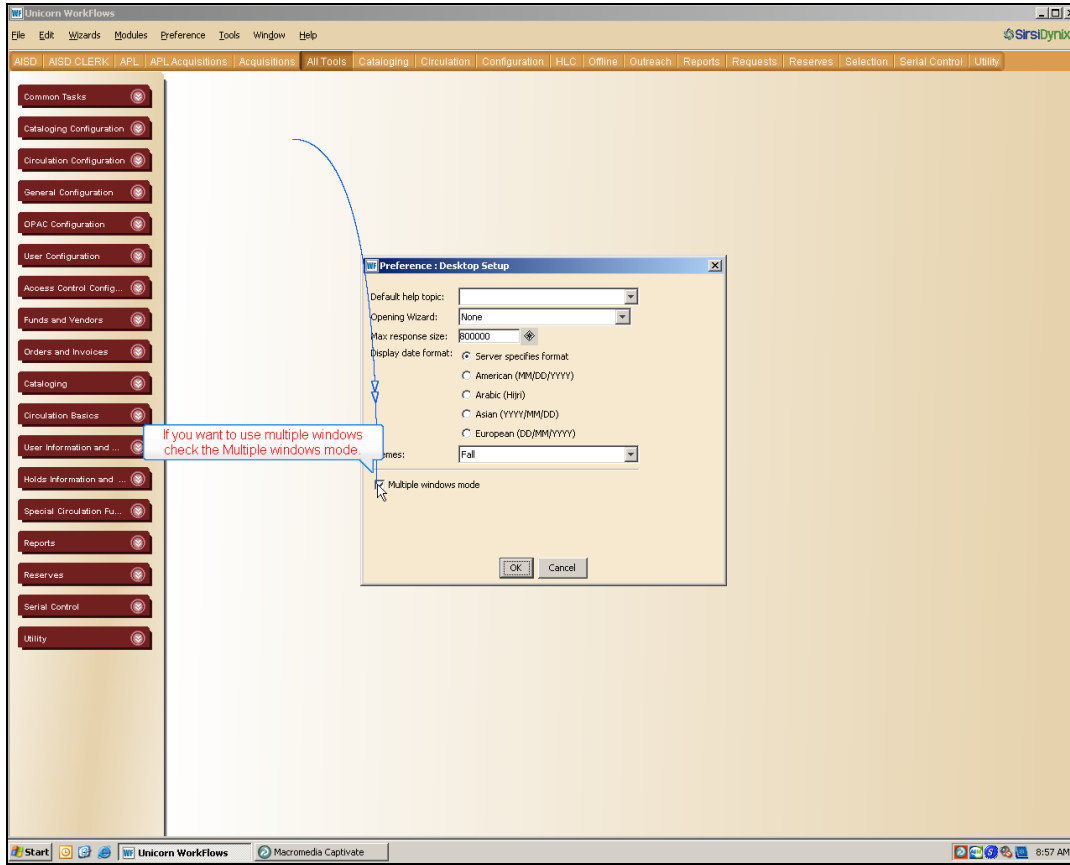 Unicorn WorkFlows
File Edit Wizards Modules Preference Tools Window Help
SirsiDynix
AISD AISD CLERK APL APL Acquisitions Acquisitions All Tools Cataloging Circulation Configuration HLC Offline Outreach Reports Requests Reserves Selection Serial Control Utility
Common Tasks
Cataloging Configuration
Circulation Configuration
General Configuration
OPAC Configuration
User Configuration
Access Control Config...
Funds and Vendors
Orders and Invoices
Cataloging
Circulation Basics
User Information and ...
Holds Information and ...
Special Circulation Fu...
Reports
Reserves
Serial Control
Utility
Preference : Desktop Setup
Default help topic:
Opening Wizard: None
Max response size: 800000
Display date format: Server specifies format
American (MM/DD/YYYY)
Arabic (Hijri)
Asian (YYYY/MM/DD)
European (DD/MM/YYYY)
emes: Fall
If you want to use multiple windows
check the Multiple windows mode.
Multiple windows mode
OK Cancel
Start Unicorn WorkFlows Macromedia Captivate 8:57 AM